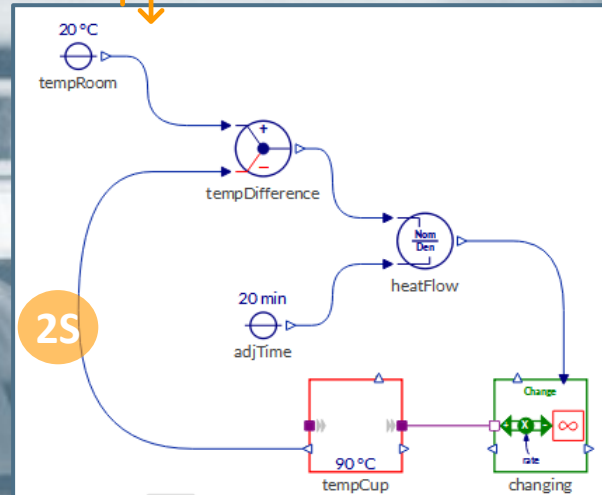 20 °C
tempRoom
+
−
tempDifference
Nom
Den
heatFlow
20 min
adjTime
2S
Change
X
∞
rate
90 °C
tempCup
changing